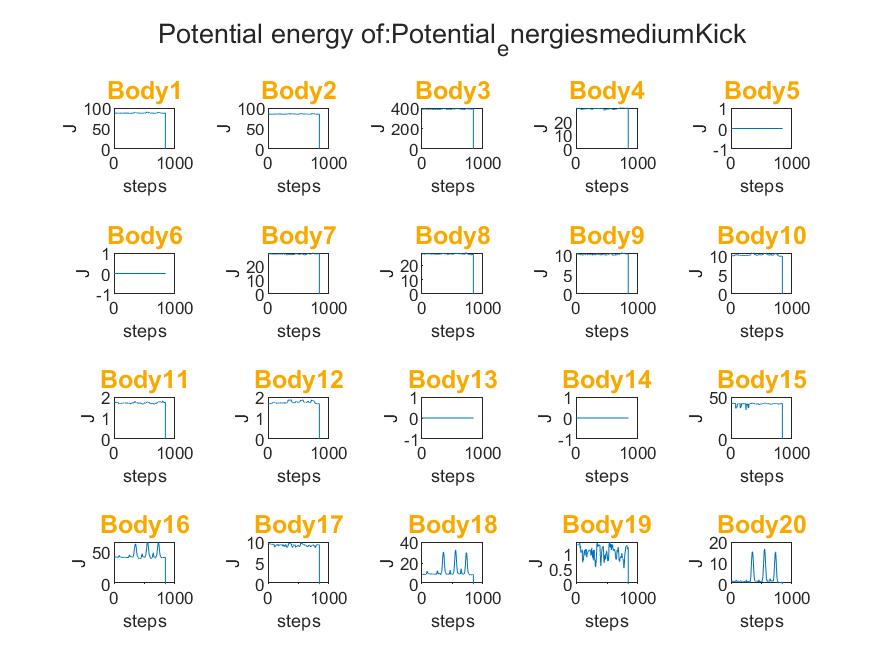 Potential energy of:Potential_energiesmediumKick
Body1 Body2 Body3 Body4 Body5
100 100 400 20 1
50 50 200 10 0
0 0 0 0 -1
J J J J J
0 1000 0 1000 0 1000 0 1000 0 1000
steps steps steps steps steps
Body6 Body7 Body8 Body9 Body10
1 20 20 10 10
0 10 10 5 5
-1 0 0 0 0
J J J J J
0 1000 0 1000 0 1000 0 1000 0 1000
steps steps steps steps steps
Body11 Body12 Body13 Body14 Body15
2 2 1 1 50
1 1 0 0
0 0 -1 -1 0
J J J J J
0 1000 0 1000 0 1000 0 1000 0 1000
steps steps steps steps steps
Body16 Body17 Body18 Body19 Body20
50 10 40 1 20
5 20 0.5 10
0 0 0 0 0
J J J J J
0 1000 0 1000 0 1000 0 1000 0 1000
steps steps steps steps steps